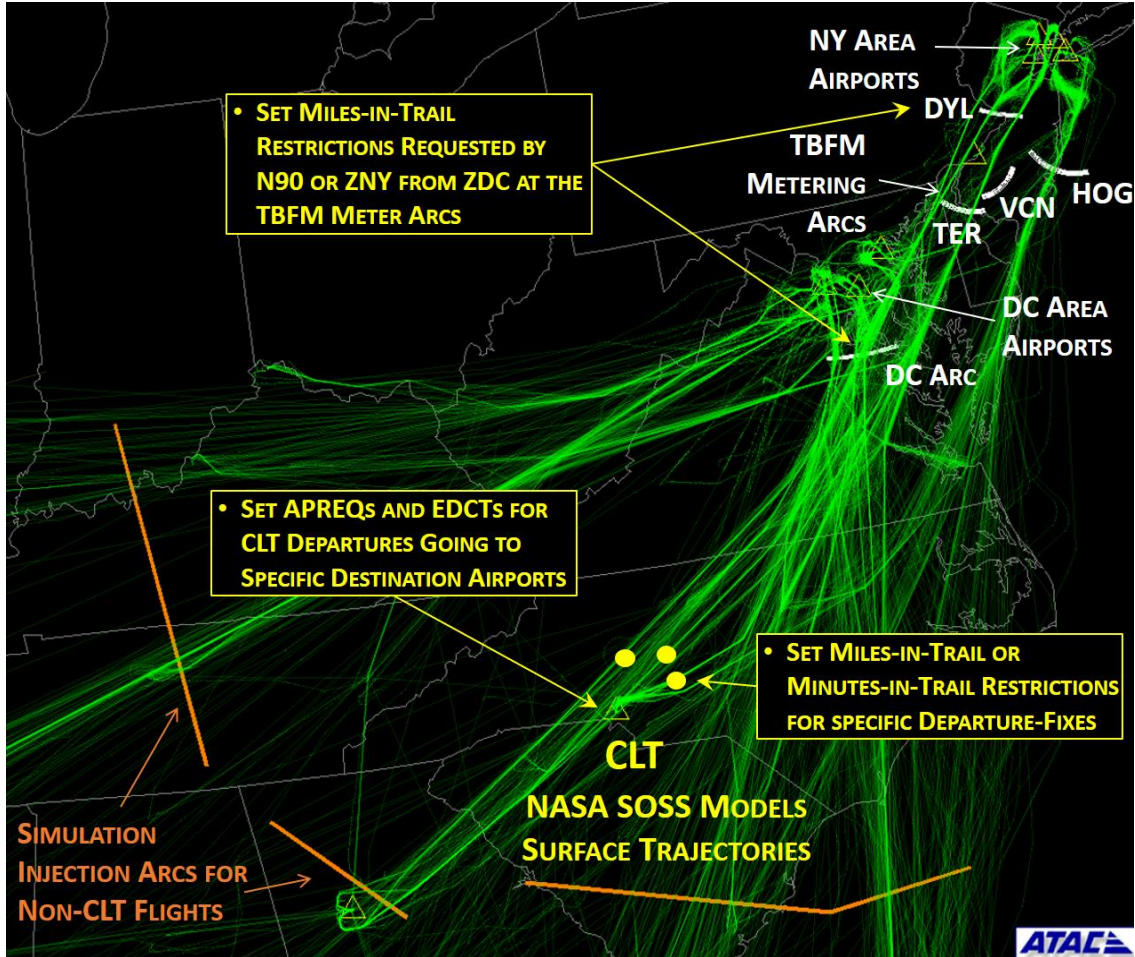 NY AREA
AIRPORTS
• SET MILES-IN-TRAIL
RESTRICTIONS REQUESTED BY
N90 OR ZNY FROM ZDC AT THE
TBFM METER ARCS
DYL
TBFM
METERING
ARCS
HOG
VCN
TER
DC AREA
AIRPORTS
DC ARC
• SET APREQS AND EDCTS FOR
CLT DEPARTURES GOING TO
SPECIFIC DESTINATION AIRPORTS
• SET MILES-IN-TRAIL OR
MINUTES-IN-TRAIL RESTRICTIONS
FOR SPECIFIC DEPARTURE-FIXES
CLT
NASA SOSS MODELS
SURFACE TRAJECTORIES
SIMULATION
INJECTION ARCS FOR
NON-CLT FLIGHTS
ATAC